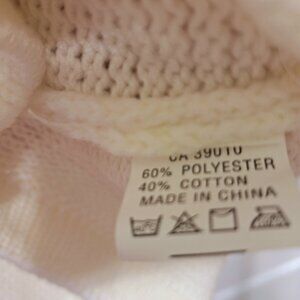 CA 39010
60% POLYESTER
40% COTTON
MADE IN CHINA